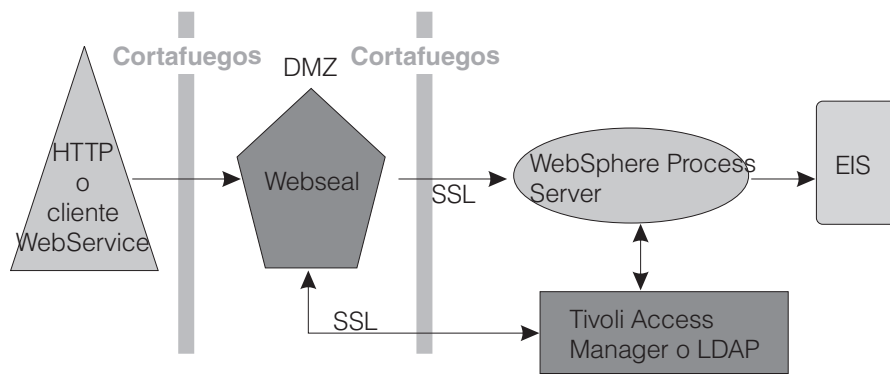 Cortafuegos
Cortafuegos
DMZ
HTTP
o
cliente
WebService
Webseal
SSL
WebSphere Process
Server
EIS
SSL
Tivoli Access
Manager o LDAP